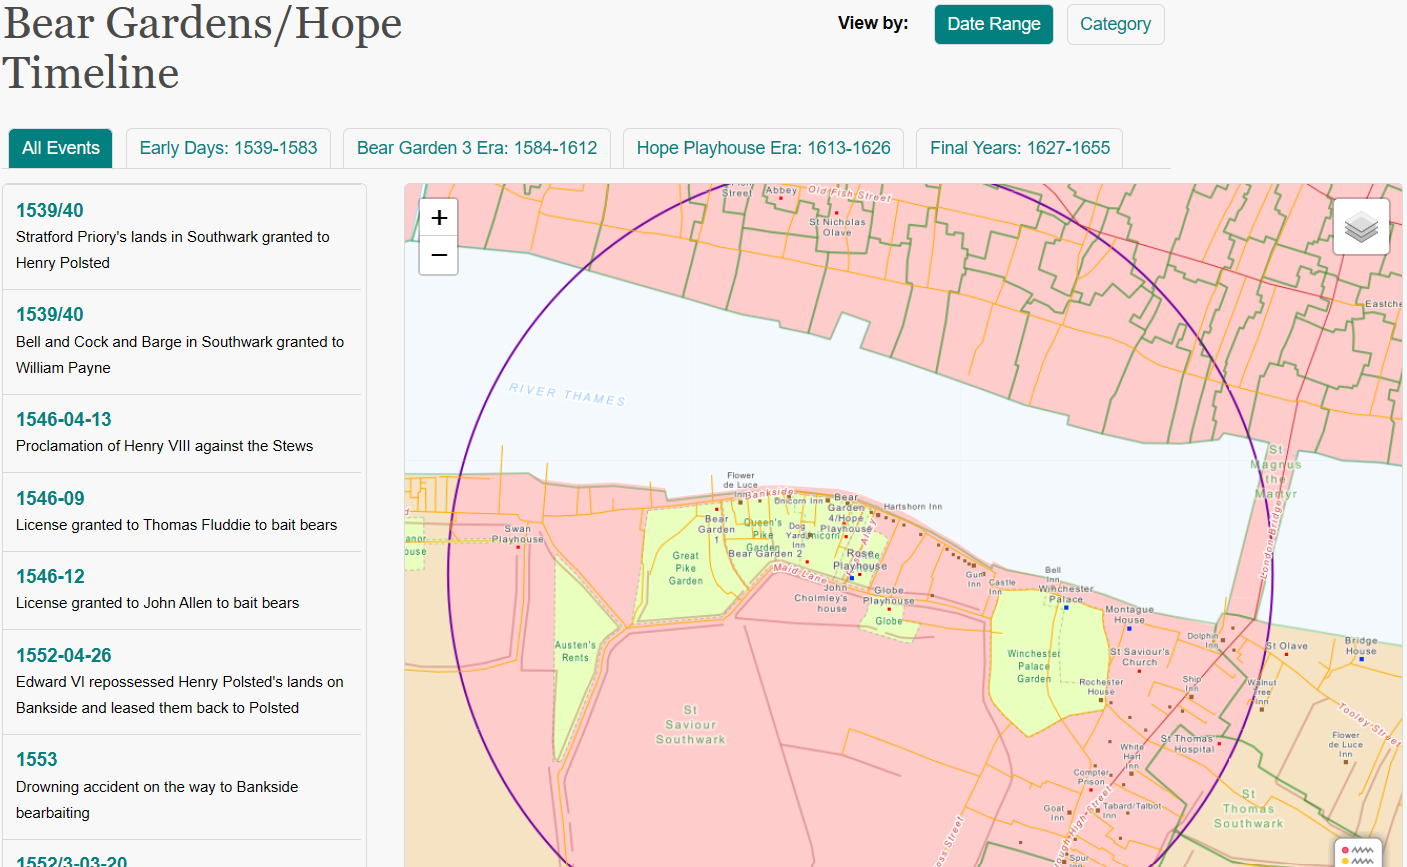 Bear Gardens/Hope
Timeline
View by:
Date Range
Category
All Events
Early Days: 1539-1583
Bear Garden 3 Era: 1584-1612
Hope Playhouse Era: 1613-1626
Final Years: 1627-1655
1539/40
Stratford Priory's lands in Southwark granted to
Henry Polsted
1539/40
Bell and Cock and Barge in Southwark granted to
William Payne
1546-04-13
Proclamation of Henry VIII against the Stews
1546-09
License granted to Thomas Fluddie to bait bears
1546-12
License granted to John Allen to bait bears
1552-04-26
Edward VI repossessed Henry Polsted's lands on
Bankside and leased them back to Polsted
1553
Drowning accident on the way to Bankside
bearbaiting
1552/3-03-20
+
−
Street
Abbey
Old Fish Street
St Nicholas
Olave
RIVER THAMES
St
Magnus
the
Martyr
London Bridge
Flower
de Luce
Inn
Bankside
Unicorn Inn
Bear
Garden
4/Hope
Playhouse
Hartshorn Inn
Swan
Playhouse
Bear
Garden
1
Queen's
Pike
Garden
Dog
Yard
Inn
Unicorn
Great
Pike
Garden
Bear Garden 2
Rose
Playhouse
Maid Lane
John
Cholmley's
house
Globe
Playhouse
Globe
Gun
Inn
Castle
Inn
Bell
Inn
Winchester
Palace
Montague
House
Austen's
Rents
Winchester
Palace
Garden
St Saviour's
Church
Dolphin
Inn
St Olave
Bridge
House
Rochester
House
Ship
Inn
Walnut
Tree
Inn
Tooley Street
St
Saviour
Southwark
St Thomas
Hospital
White
Hart
Inn
Flower
de Luce
Inn
Compter
Prison
Goat
Inn
Tabard/Talbot
Inn
St
Thomas
Southwark
Spur
Inn